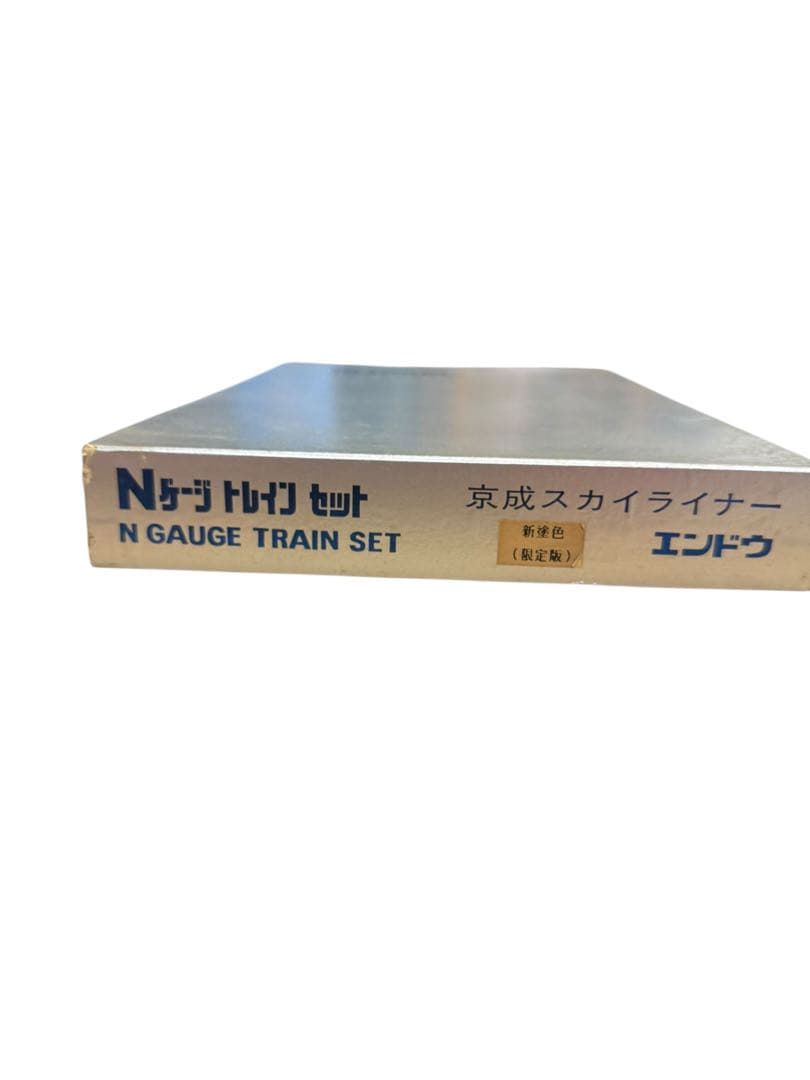 Nゲージ トレイン セット
N GAUGE TRAIN SET
京成スカイライナー
新塗色
(限定版)
エンドウ